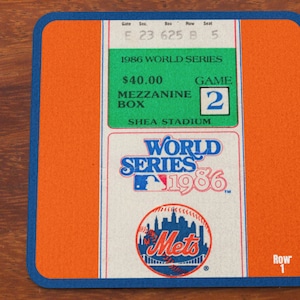 Gate Sec. Box Row Seat
E 23 625 B 5
1986 WORLD SERIES
$40.00 GAME
MEZZANINE 2
BOX
SHEA STADIUM
WORLD
SERIES
1986 ™
Mets ®
Row
1